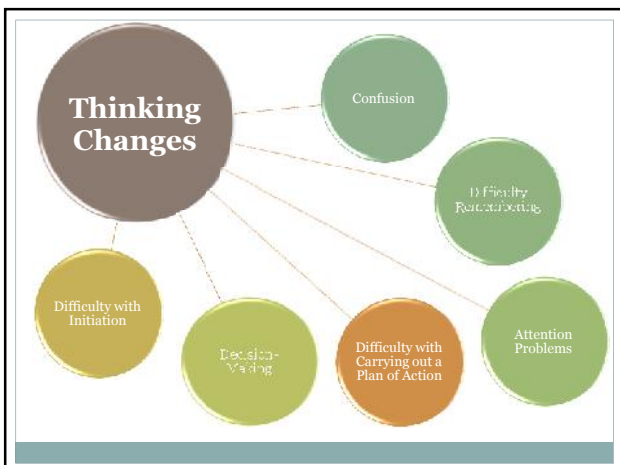 Thinking
Changes
Confusion
Difficulty
Remembering
Attention
Problems
Difficulty with
Carrying out a
Plan of Action
Decision-
Making
Difficulty with
Initiation